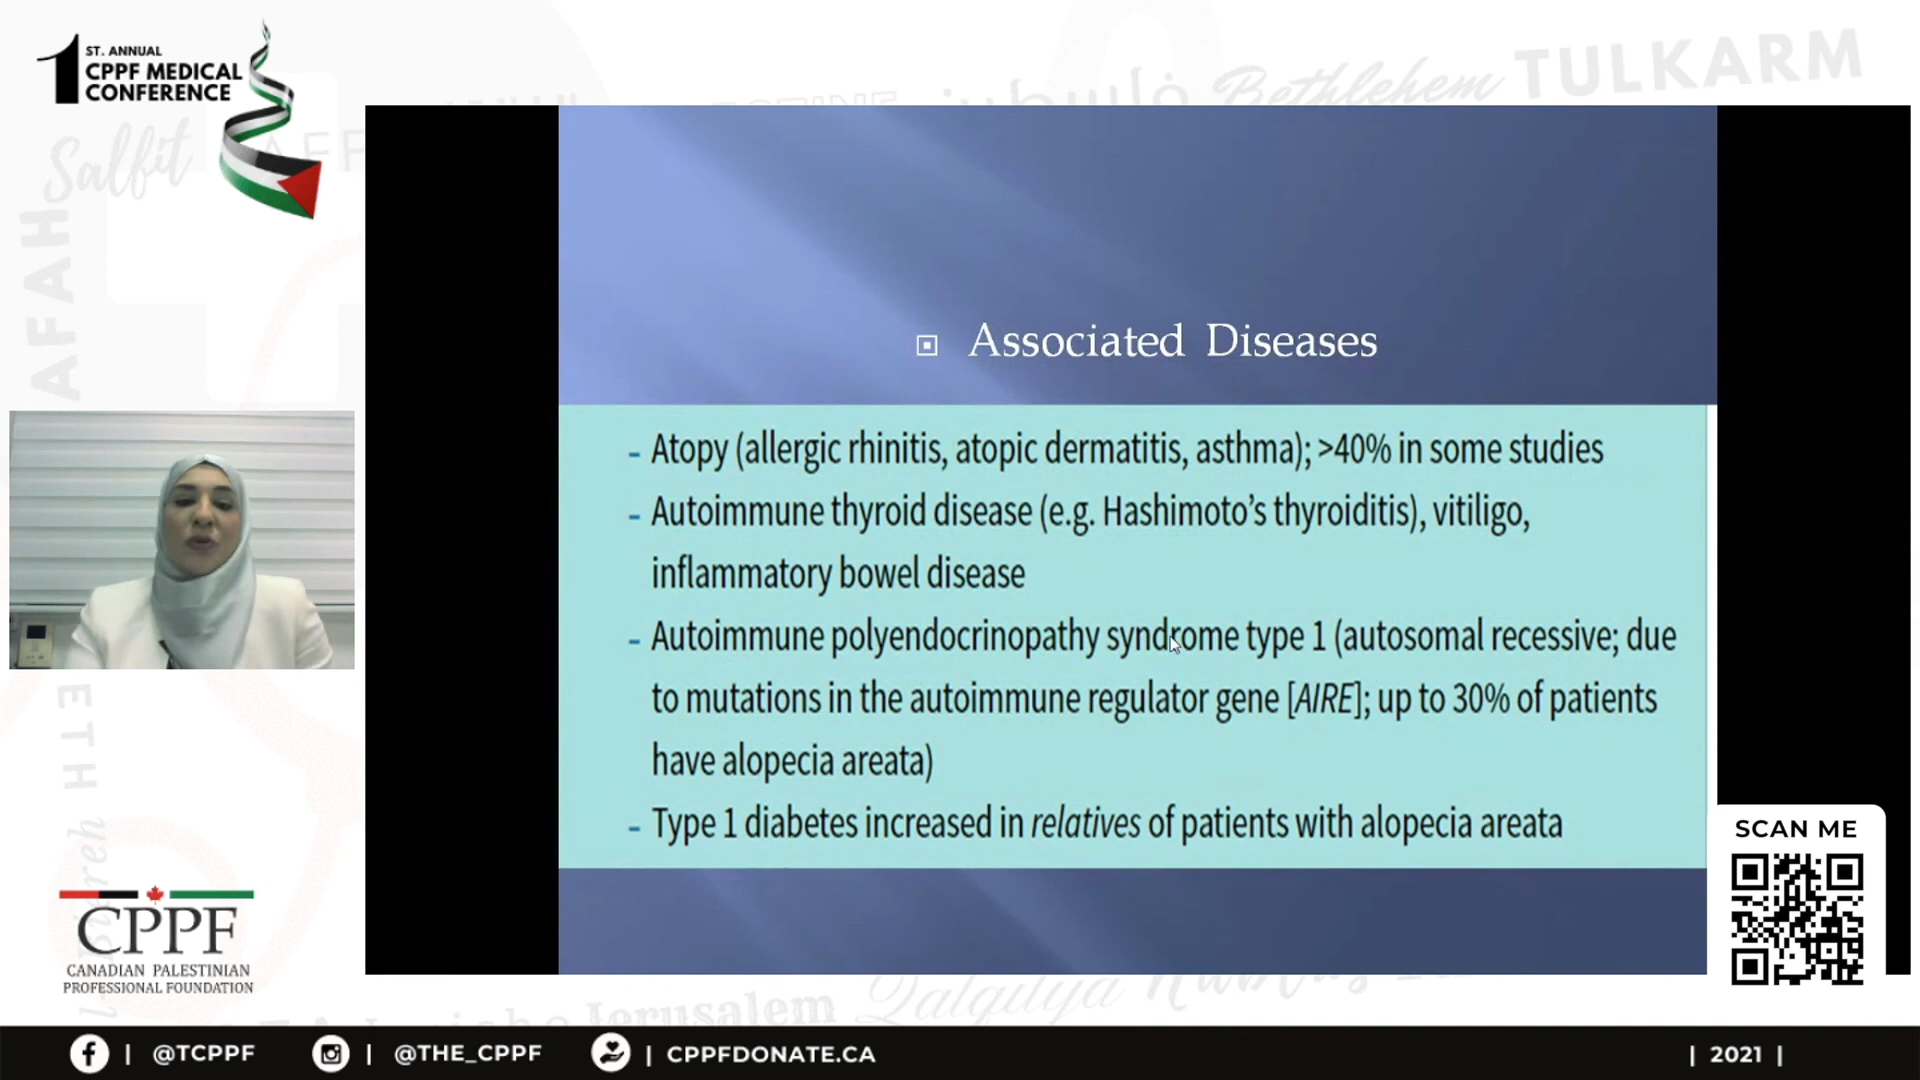 1
ST. ANNUAL
CPPF MEDICAL
CONFERENCE
Bethlehem
TULKARM
Salfit
AFAH
▣ Associated Diseases
- Atopy (allergic rhinitis, atopic dermatitis, asthma); >40% in some studies
- Autoimmune thyroid disease (e.g. Hashimoto’s thyroiditis), vitiligo,
inflammatory bowel disease
- Autoimmune polyendocrinopathy syndrome type 1 (autosomal recessive; due
to mutations in the autoimmune regulator gene [AIRE]; up to 30% of patients
have alopecia areata)
- Type 1 diabetes increased in relatives of patients with alopecia areata
SCAN ME
CPPF
CANADIAN PALESTINIAN
PROFESSIONAL FOUNDATION
Jerusalem
Qalqilya
| @TCPPF
| @THE_CPPF
| CPPFDONATE.CA
| 2021 |